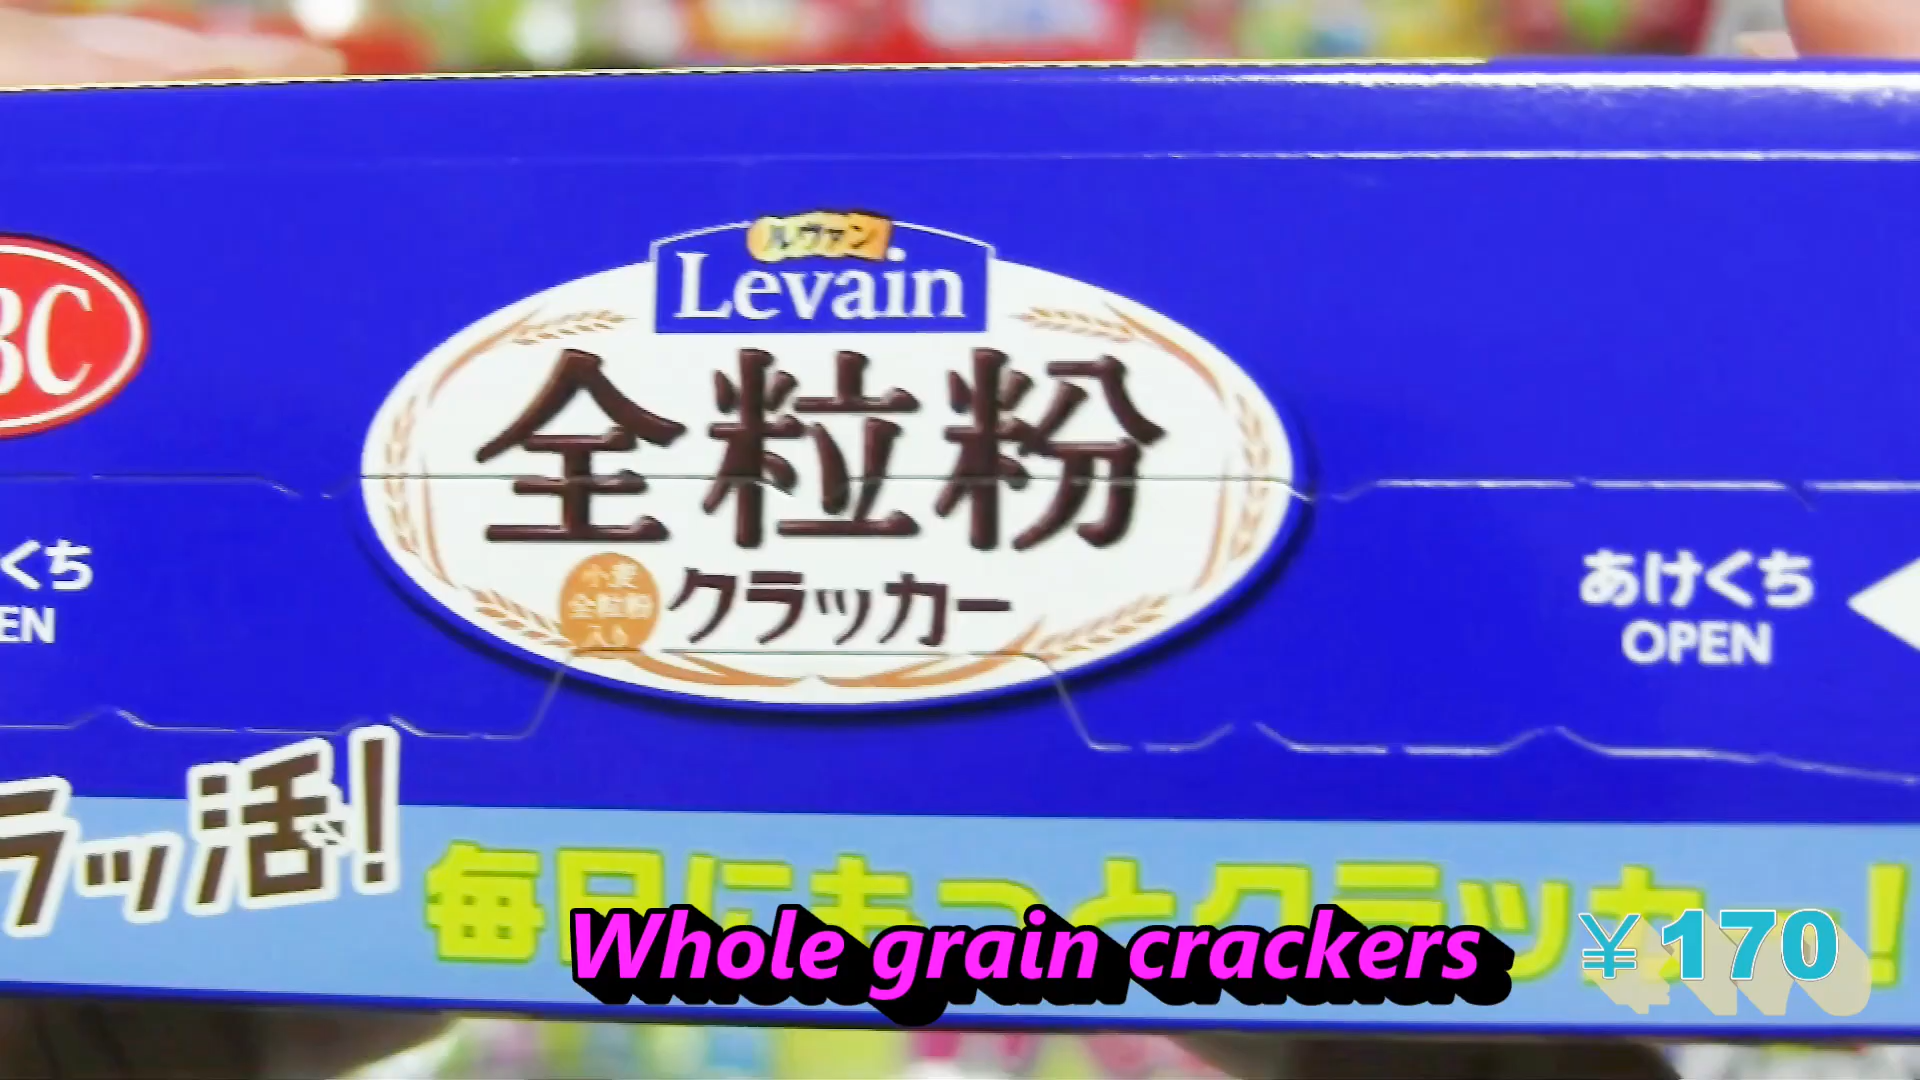 ルヴァン
Levain
BC
全粒粉
小麦
全粒粉
入り
クラッカー
くち
EN
あけくち
OPEN
ラッ活!
毎日にもっとクラッカー!
Whole grain crackers
¥170